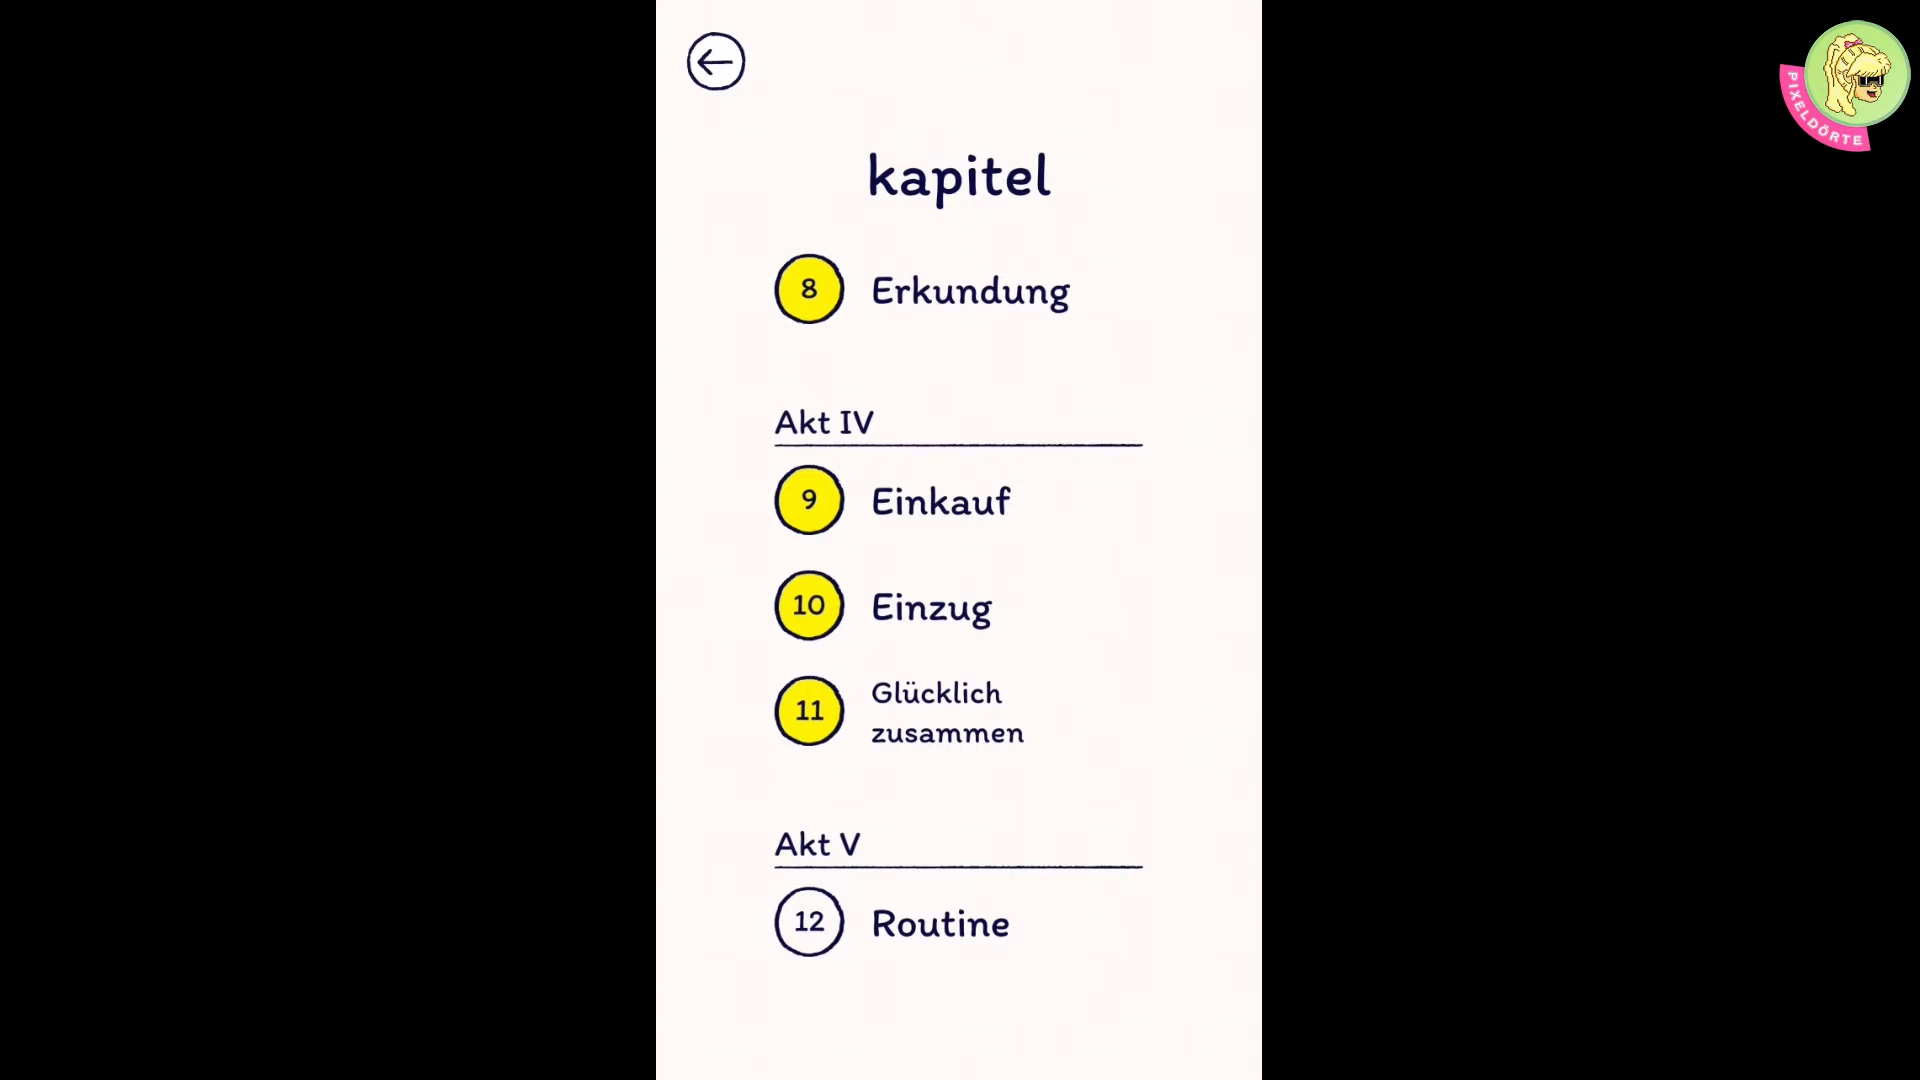 kapitel
8 Erkundung
Akt IV
9 Einkauf
10 Einzug
11 Glücklich
zusammen
Akt V
12 Routine
PIXELDÖRTE